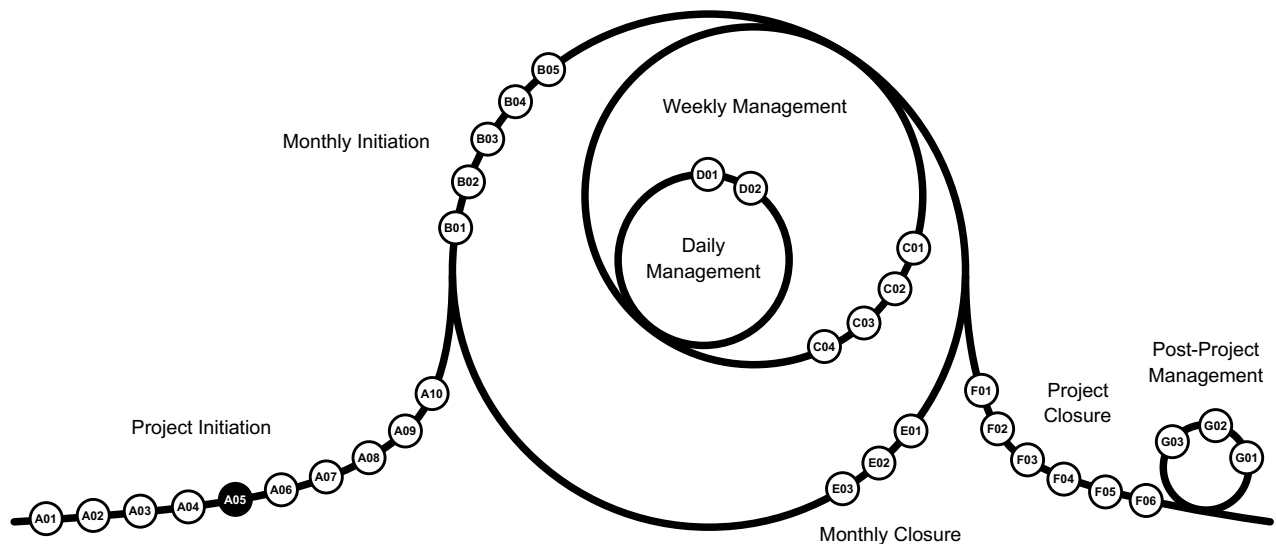 Project Initiation
A01
A02
A03
A04
A05
A06
A07
A08
A09
A10
Monthly Initiation
B01
B02
B03
B04
B05
Weekly Management
C01
C02
C03
C04
Daily
Management
D01
D02
Monthly Closure
E01
E02
E03
Project
Closure
F01
F02
F03
F04
F05
F06
Post-Project
Management
G01
G02
G03